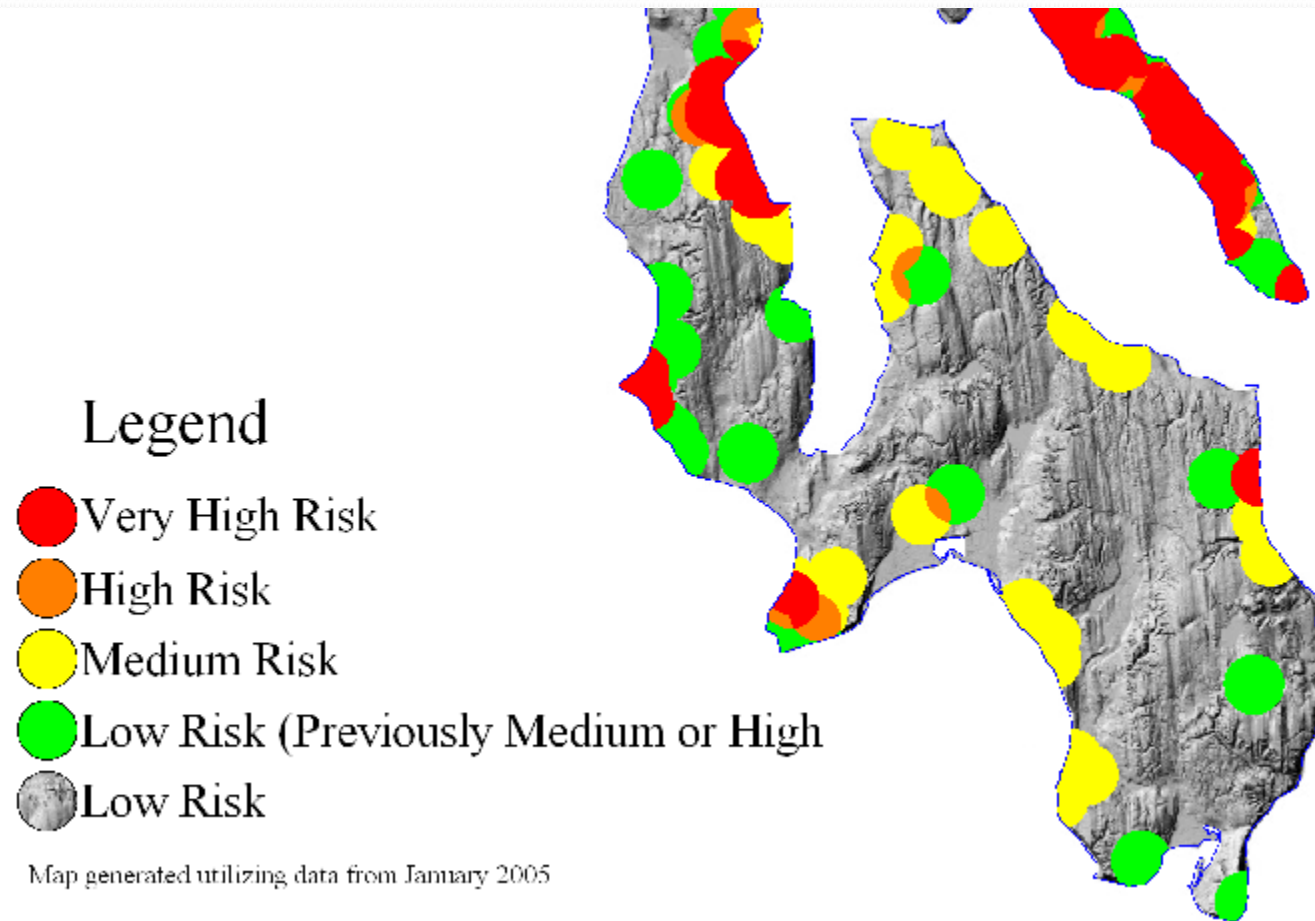 Legend
Very High Risk
High Risk
Medium Risk
Low Risk (Previously Medium or High
Low Risk
Map generated utilizing data from January 2005